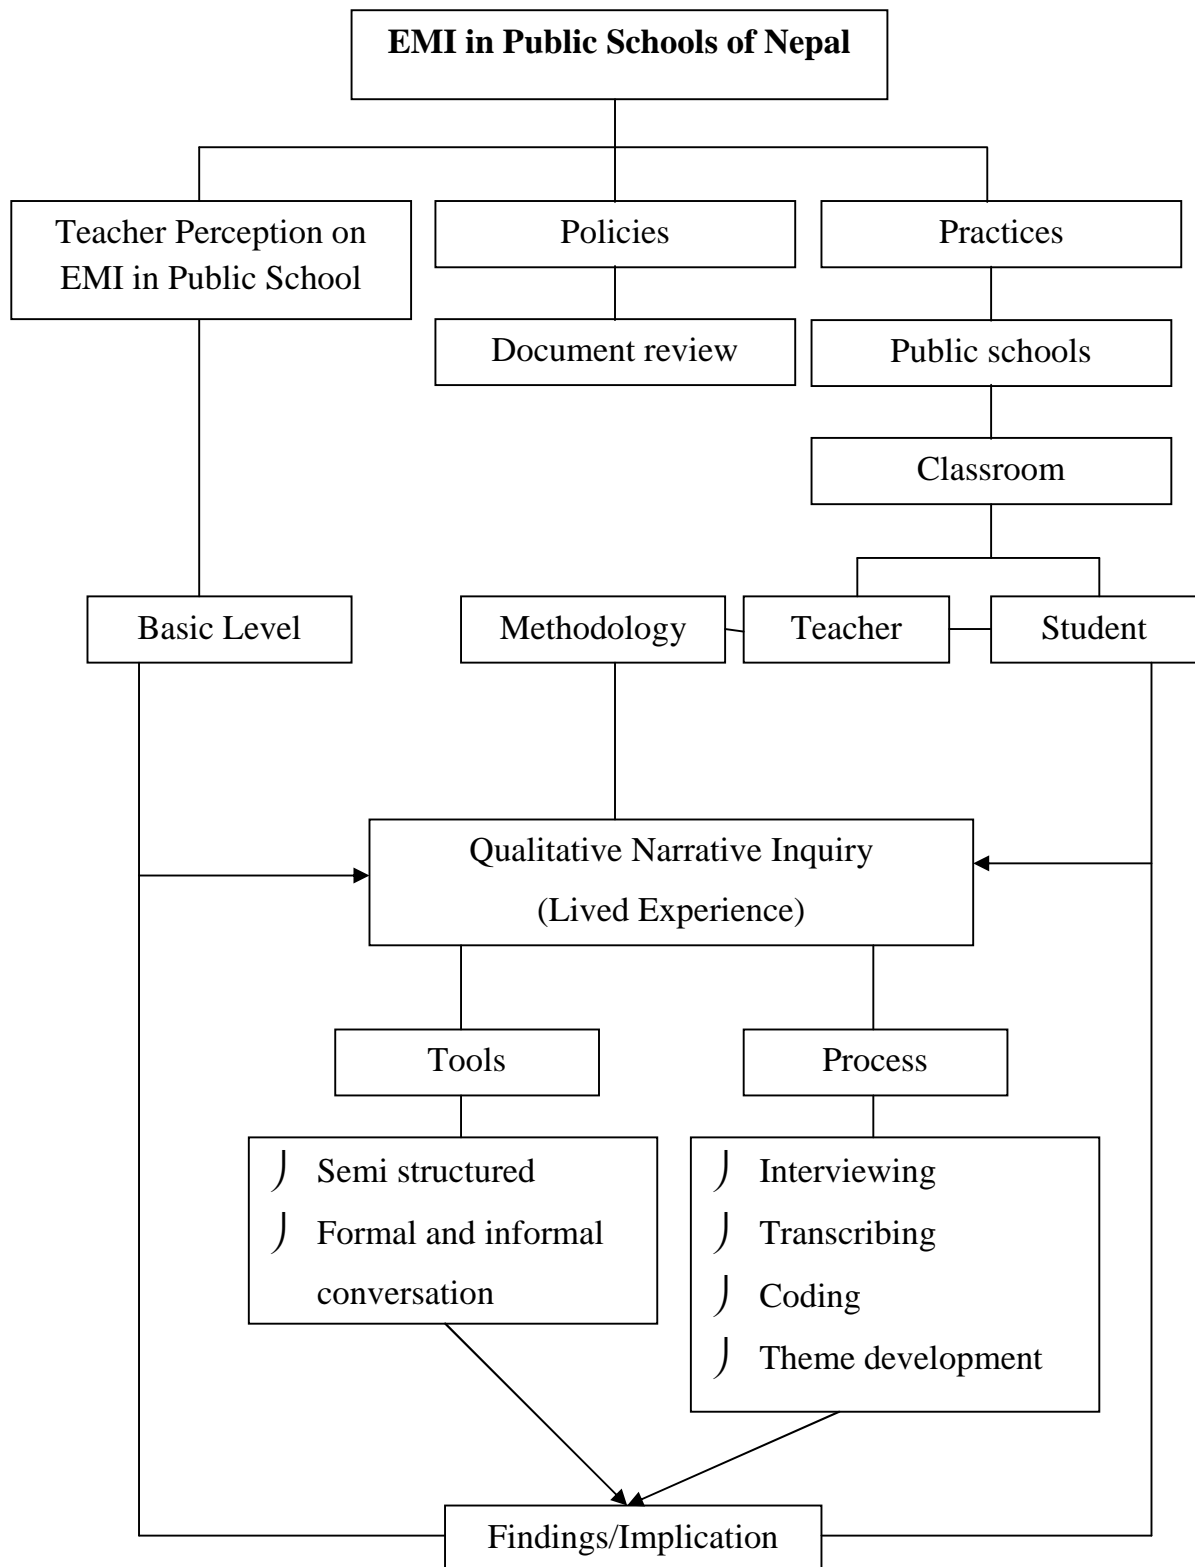 EMI in Public Schools of Nepal
Teacher Perception on
EMI in Public School
Policies
Practices
Document review
Public schools
Classroom
Basic Level
Methodology
Teacher
Student
Qualitative Narrative Inquiry
(Lived Experience)
Tools
Process
Semi structured
Formal and informal
conversation
Interviewing
Transcribing
Coding
Theme development
Findings/Implication